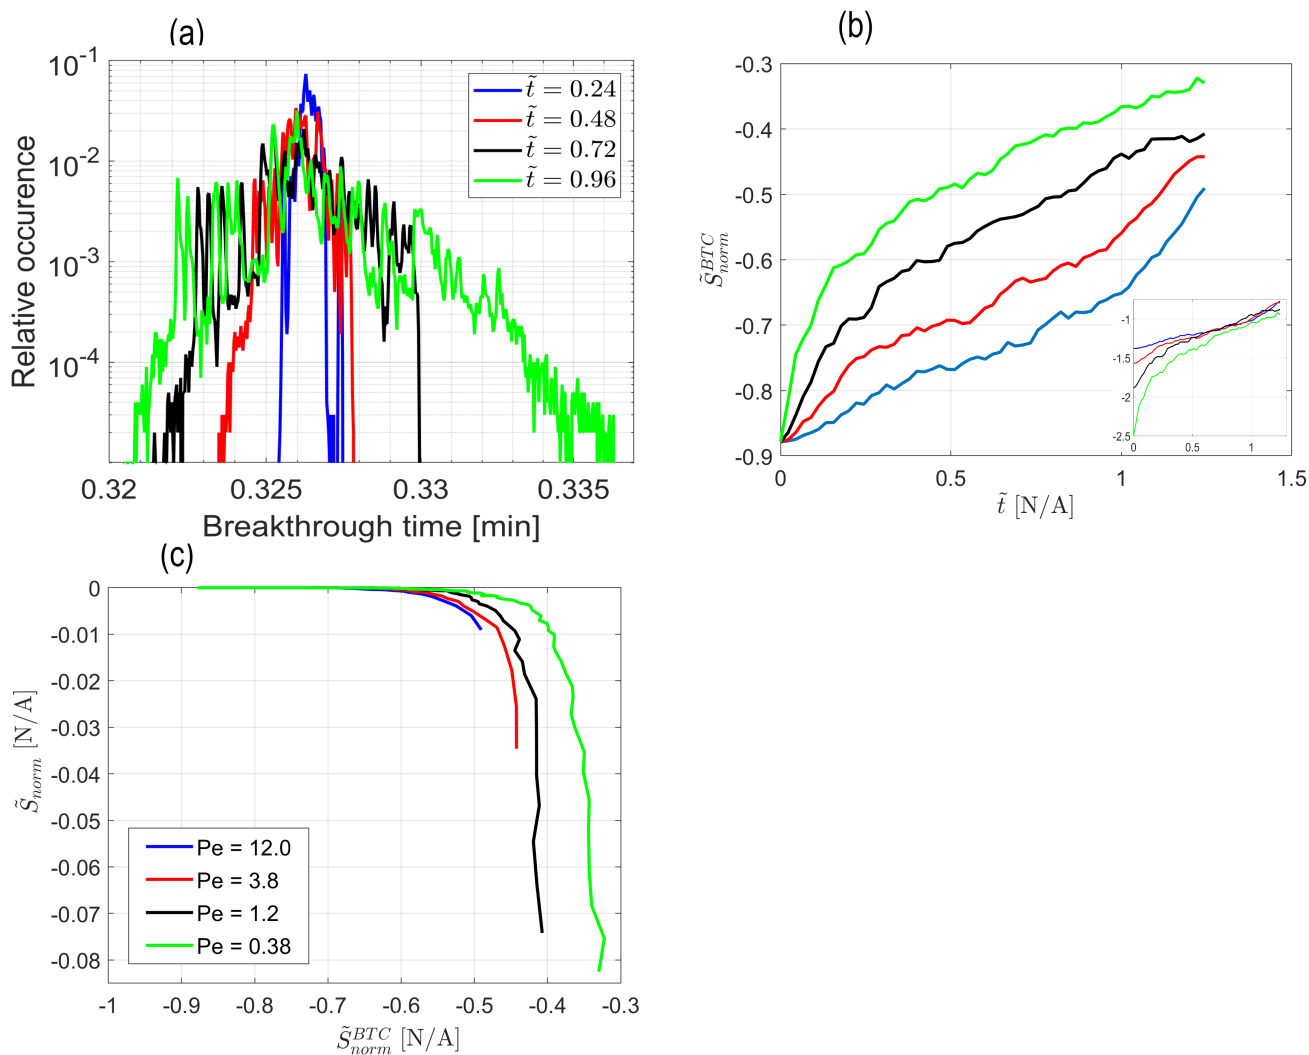 (a)
10^-1
10^-2
10^-3
10^-4
Relative occurence
t̃ = 0.24
t̃ = 0.48
t̃ = 0.72
t̃ = 0.96
0.32 0.325 0.33 0.335
Breakthrough time [min]
(b)
-0.3
-0.4
-0.5
-0.6
-0.7
-0.8
-0.9
S̃^BTC_norm
-1
-1.5
-2
-2.5
0 0.5 1
0 0.5 1 1.5
t̃ [N/A]
(c)
0
-0.01
-0.02
-0.03
-0.04
-0.05
-0.06
-0.07
-0.08
S̃_norm [N/A]
Pe = 12.0
Pe = 3.8
Pe = 1.2
Pe = 0.38
-1 -0.9 -0.8 -0.7 -0.6 -0.5 -0.4 -0.3
S̃^BTC_norm [N/A]